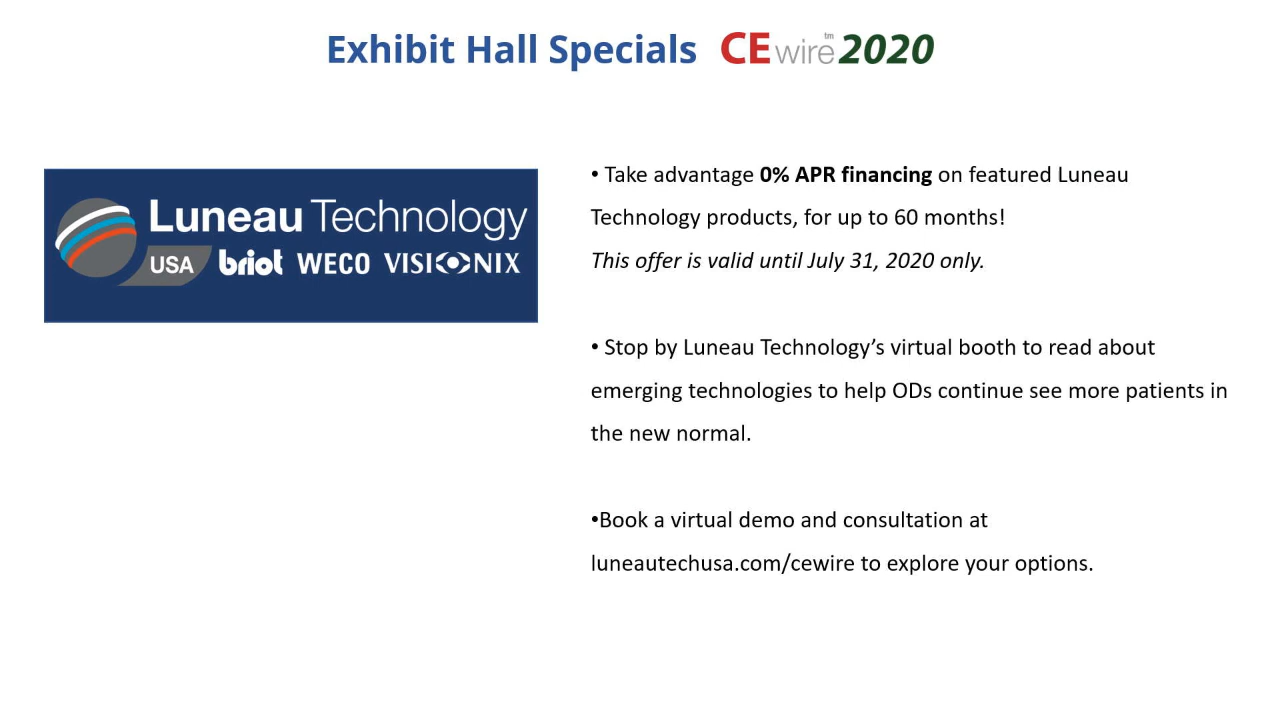 Exhibit Hall Specials CEwire™2020
Luneau Technology
USA briot WECO VISIONIX
• Take advantage 0% APR financing on featured Luneau
Technology products, for up to 60 months!
This offer is valid until July 31, 2020 only.
• Stop by Luneau Technology’s virtual booth to read about
emerging technologies to help ODs continue see more patients in
the new normal.
•Book a virtual demo and consultation at
luneautechusa.com/cewire to explore your options.